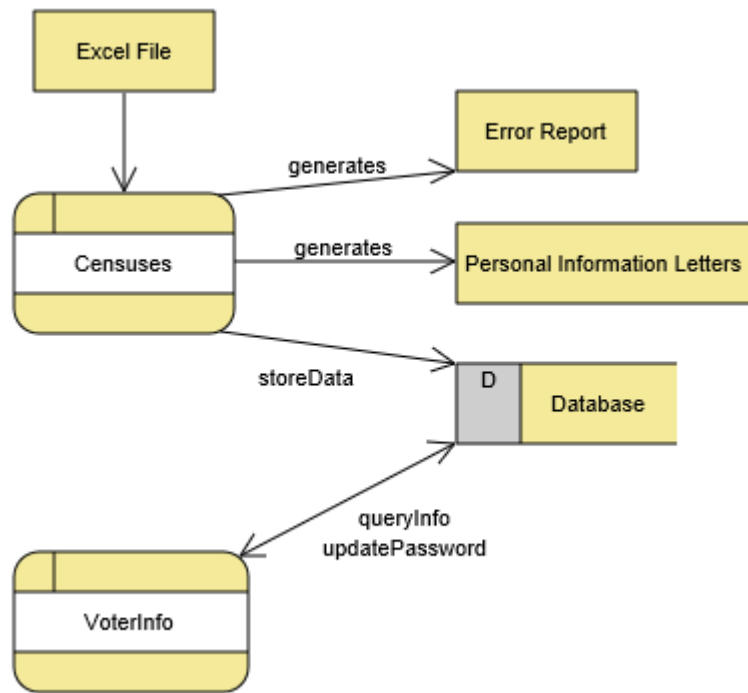 Excel File
Error Report
generates
Censuses
generates
Personal Information Letters
storeData
D
Database
queryInfo
updatePassword
VoterInfo